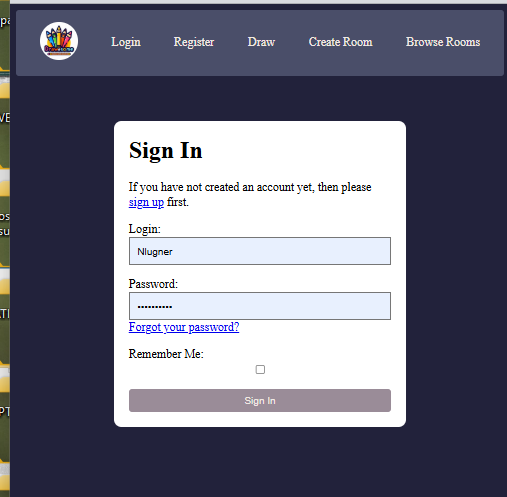 Login Register Draw Create Room Browse Rooms
Sign In
If you have not created an account yet, then please
sign up first.
Login:
Nlugner
Password:
••••••••••
Forgot your password?
Remember Me:
Sign In